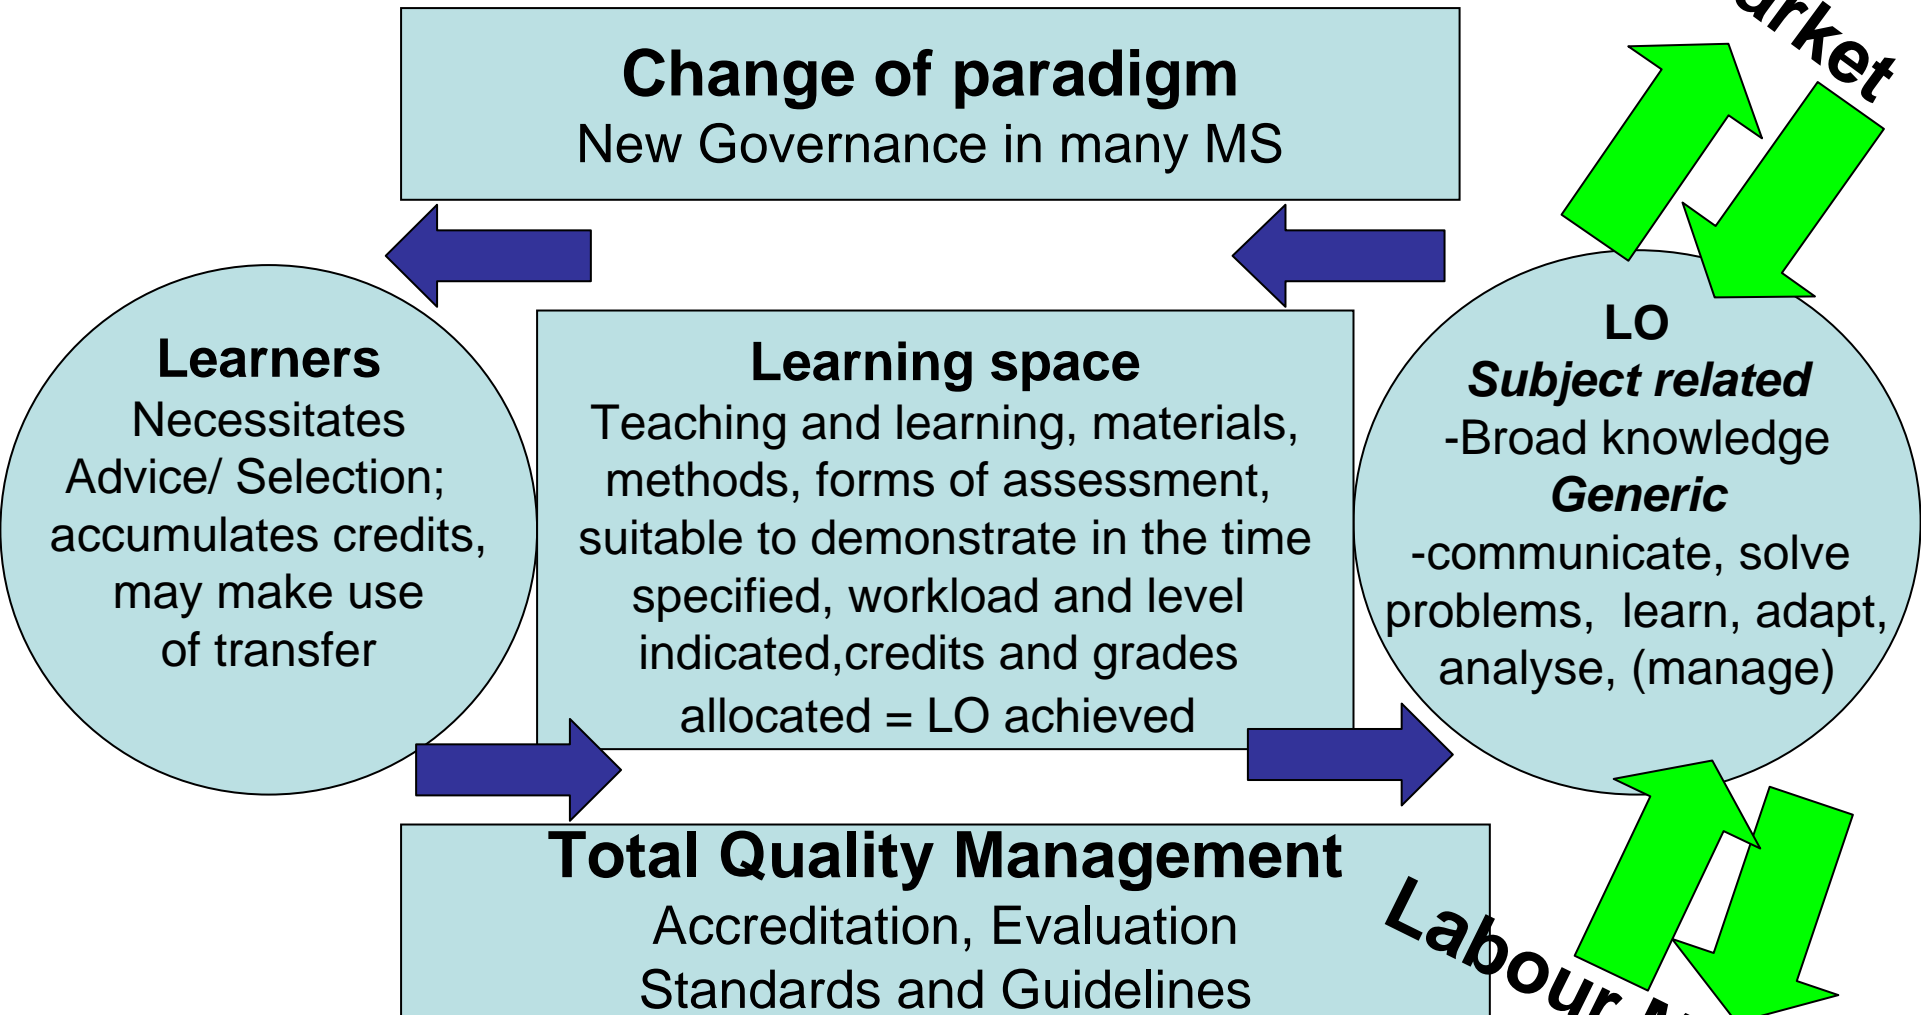 Change of paradigm
New Governance in many MS
Learners
Necessitates
Advice/ Selection;
accumulates credits,
may make use
of transfer
Learning space
Teaching and learning, materials,
methods, forms of assessment,
suitable to demonstrate in the time
specified, workload and level
indicated,credits and grades
allocated = LO achieved
LO
Subject related
-Broad knowledge
Generic
-communicate, solve
problems, learn, adapt,
analyse, (manage)
Total Quality Management
Accreditation, Evaluation
Standards and Guidelines
Labour